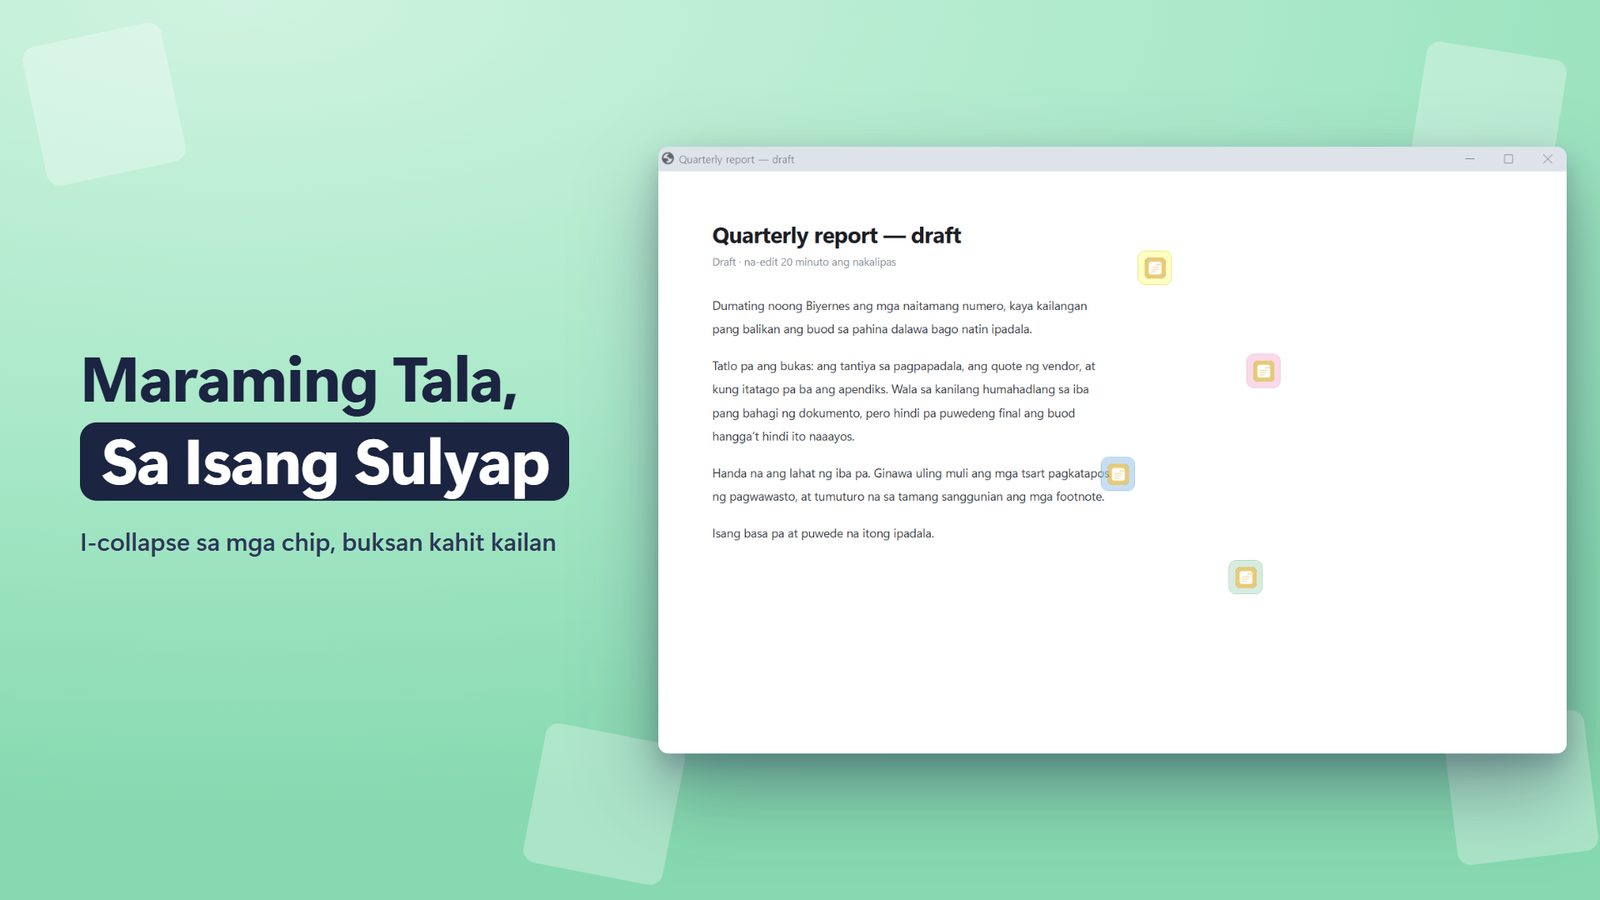 Maraming Tala,
Sa Isang Sulyap
I-collapse sa mga chip, buksan kahit kailan
Quarterly report — draft
Quarterly report — draft
Draft · na-edit 20 minuto ang nakalipas
Dumating noong Biyernes ang mga naitamang numero, kaya kailangan
pang balikan ang buod sa pahina dalawa bago natin ipadala.
Tatlo pa ang bukas: ang tantiya sa pagpapadala, ang quote ng vendor, at
kung itatago pa ba ang apendiks. Wala sa kanilang humahadlang sa iba
pang bahagi ng dokumento, pero hindi pa puwedeng final ang buod
hangga't hindi ito naaayos.
Handa na ang lahat ng iba pa. Ginawa uling muli ang mga tsart pagkatapos
ng pagwawasto, at tumuturo na sa tamang sanggunian ang mga footnote.
Isang basa pa at puwede na itong ipadala.